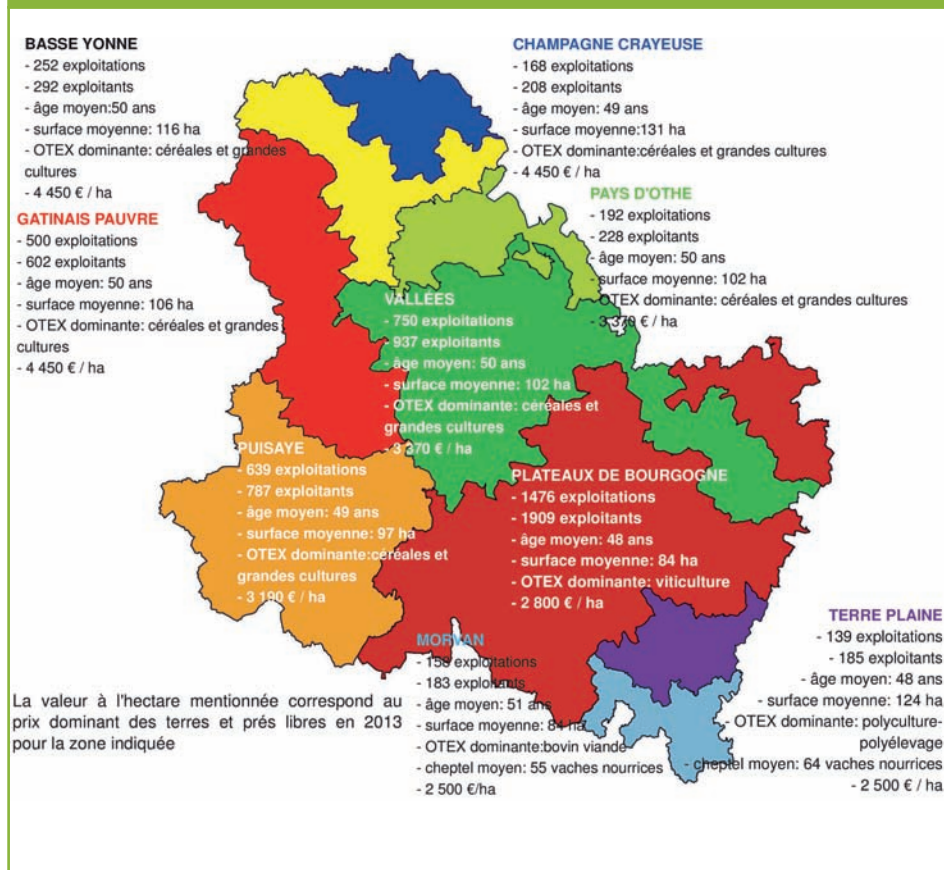 BASSE YONNE
- 252 exploitations
- 292 exploitants
- âge moyen:50 ans
- surface moyenne: 116 ha
- OTEX dominante: céréales et grandes
cultures
- 4 450 € / ha
CHAMPAGNE CRAYEUSE
- 168 exploitations
- 208 exploitants
- âge moyen: 49 ans
- surface moyenne:131 ha
- OTEX dominante:céréales et grandes cultures
- 4 450 € / ha
GATINAIS PAUVRE
- 500 exploitations
- 602 exploitants
- âge moyen: 50 ans
- surface moyenne: 106 ha
- OTEX dominante: céréales et grandes
cultures
- 4 450 € / ha
PAYS D'OTHE
- 192 exploitations
- 228 exploitants
- âge moyen: 50 ans
- surface moyenne: 102 ha
- OTEX dominante: céréales et grandes cultures
- 3 370 € / ha
VALLÉES
- 750 exploitations
- 937 exploitants
- âge moyen: 50 ans
- surface moyenne: 102 ha
- OTEX dominante: céréales et
grandes cultures
- 3 370 € / ha
PUISAYE
- 639 exploitations
- 787 exploitants
- âge moyen: 49 ans
- surface moyenne: 97 ha
- OTEX dominante:céréales et
grandes cultures
- 3 190 € / ha
PLATEAUX DE BOURGOGNE
- 1476 exploitations
- 1909 exploitants
- âge moyen: 48 ans
- surface moyenne: 84 ha
- OTEX dominante: viticulture
- 2 800 € / ha
MORVAN
- exploitations
- 183 exploitants
- âge moyen: 51 ans
- surface moyenne: 84 ha
- OTEX dominante:bovin viande
- cheptel moyen: 55 vaches nourrices
- 2 500 €/ha
TERRE PLAINE
- 139 exploitations
- 185 exploitants
- âge moyen: 48 ans
- surface moyenne: 124 ha
- OTEX dominante: polyculture-
polyélevage
- cheptel moyen: 64 vaches nourrices
- 2 500 € / ha
La valeur à l'hectare mentionnée correspond au
prix dominant des terres et prés libres en 2013
pour la zone indiquée